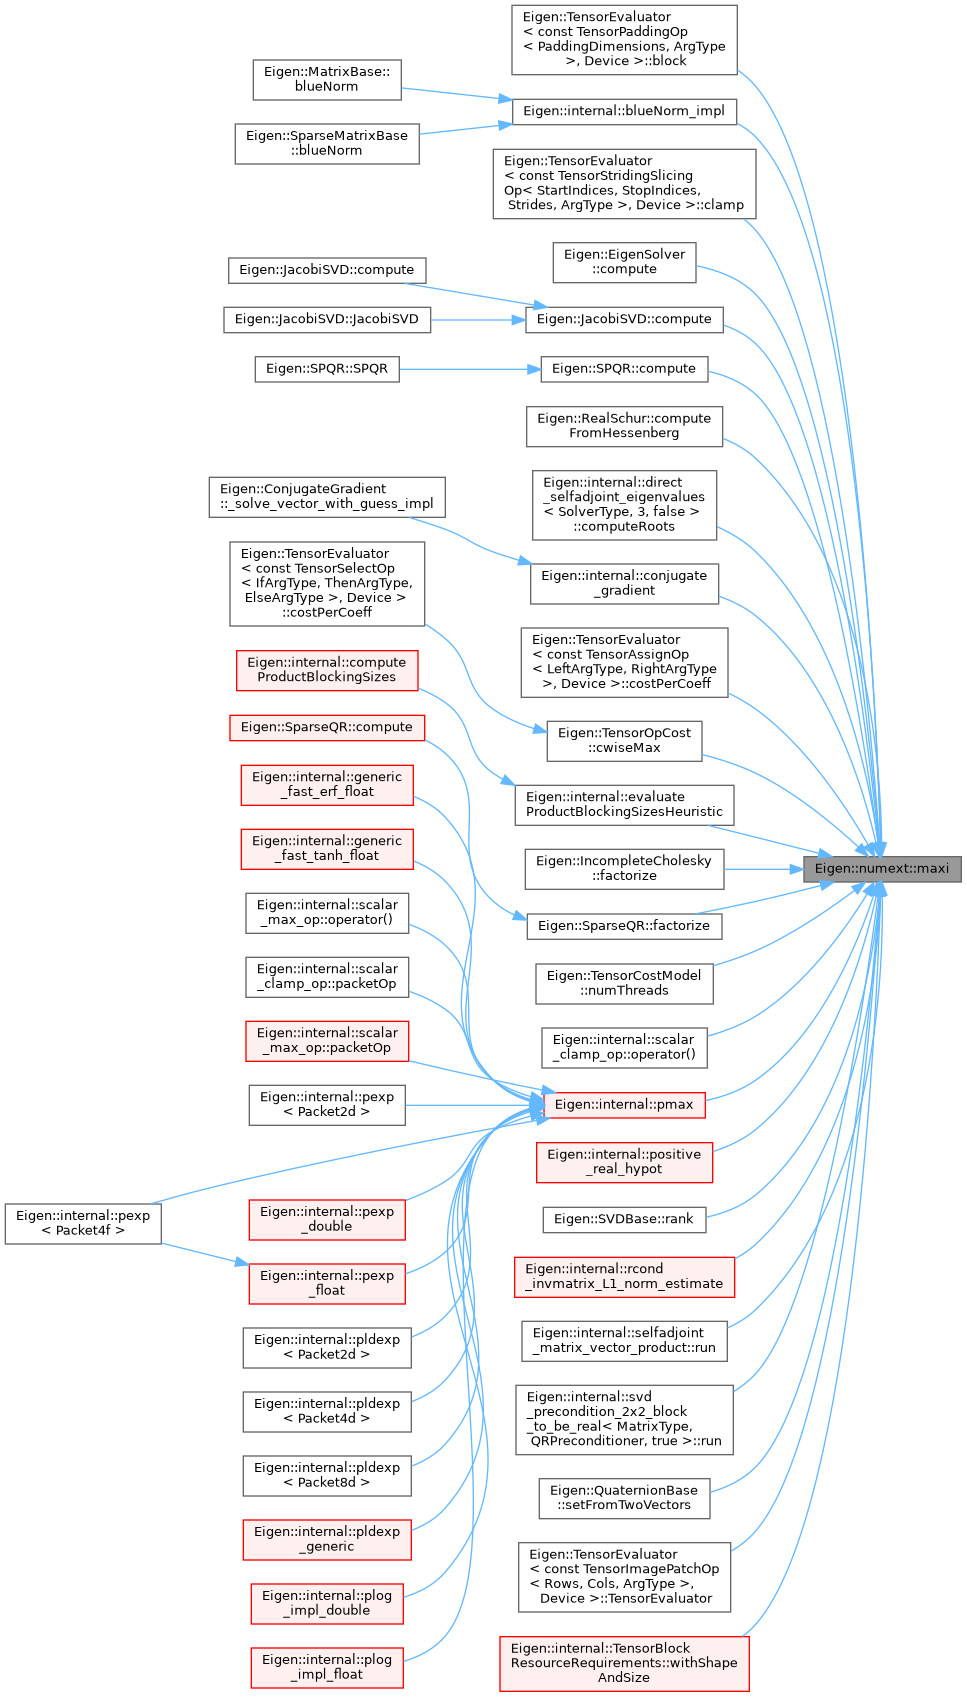 Eigen::TensorEvaluator
< const TensorPaddingOp
< PaddingDimensions, ArgType
>, Device >::block
Eigen::MatrixBase::
blueNorm
Eigen::internal::blueNorm_impl
Eigen::SparseMatrixBase
::blueNorm
Eigen::TensorEvaluator
< const TensorStridingSlicing
Op< StartIndices, StopIndices,
Strides, ArgType >, Device >::clamp
Eigen::EigenSolver
::compute
Eigen::JacobiSVD::compute
Eigen::JacobiSVD::JacobiSVD
Eigen::JacobiSVD::compute
Eigen::SPQR::SPQR
Eigen::SPQR::compute
Eigen::RealSchur::compute
FromHessenberg
Eigen::internal::direct
_selfadjoint_eigenvalues
< SolverType, 3, false >
::computeRoots
Eigen::ConjugateGradient
::_solve_vector_with_guess_impl
Eigen::internal::conjugate
_gradient
Eigen::TensorEvaluator
< const TensorSelectOp
< IfArgType, ThenArgType,
ElseArgType >, Device >
::costPerCoeff
Eigen::TensorEvaluator
< const TensorAssignOp
< LeftArgType, RightArgType
>, Device >::costPerCoeff
Eigen::internal::compute
ProductBlockingSizes
Eigen::SparseQR::compute
Eigen::TensorOpCost
::cwiseMax
Eigen::internal::generic
_fast_erf_float
Eigen::internal::evaluate
ProductBlockingSizesHeuristic
Eigen::internal::generic
_fast_tanh_float
Eigen::IncompleteCholesky
::factorize
Eigen::numext::maxi
Eigen::internal::scalar
_max_op::operator()
Eigen::SparseQR::factorize
Eigen::internal::scalar
_clamp_op::packetOp
Eigen::TensorCostModel
::numThreads
Eigen::internal::scalar
_max_op::packetOp
Eigen::internal::scalar
_clamp_op::operator()
Eigen::internal::pexp
< Packet2d >
Eigen::internal::pmax
Eigen::internal::positive
_real_hypot
Eigen::internal::pexp
< Packet4f >
Eigen::internal::pexp
_double
Eigen::SVDBase::rank
Eigen::internal::pexp
_float
Eigen::internal::rcond
_invmatrix_L1_norm_estimate
Eigen::internal::pldexp
< Packet2d >
Eigen::internal::selfadjoint
_matrix_vector_product::run
Eigen::internal::pldexp
< Packet4d >
Eigen::internal::svd
_precondition_2x2_block
_to_be_real< MatrixType,
QRPreconditioner, true >::run
Eigen::internal::pldexp
< Packet8d >
Eigen::QuaternionBase
::setFromTwoVectors
Eigen::internal::pldexp
_generic
Eigen::TensorEvaluator
< const TensorImagePatchOp
< Rows, Cols, ArgType >,
Device >::TensorEvaluator
Eigen::internal::plog
_impl_double
Eigen::internal::plog
_impl_float
Eigen::internal::TensorBlock
ResourceRequirements::withShape
AndSize